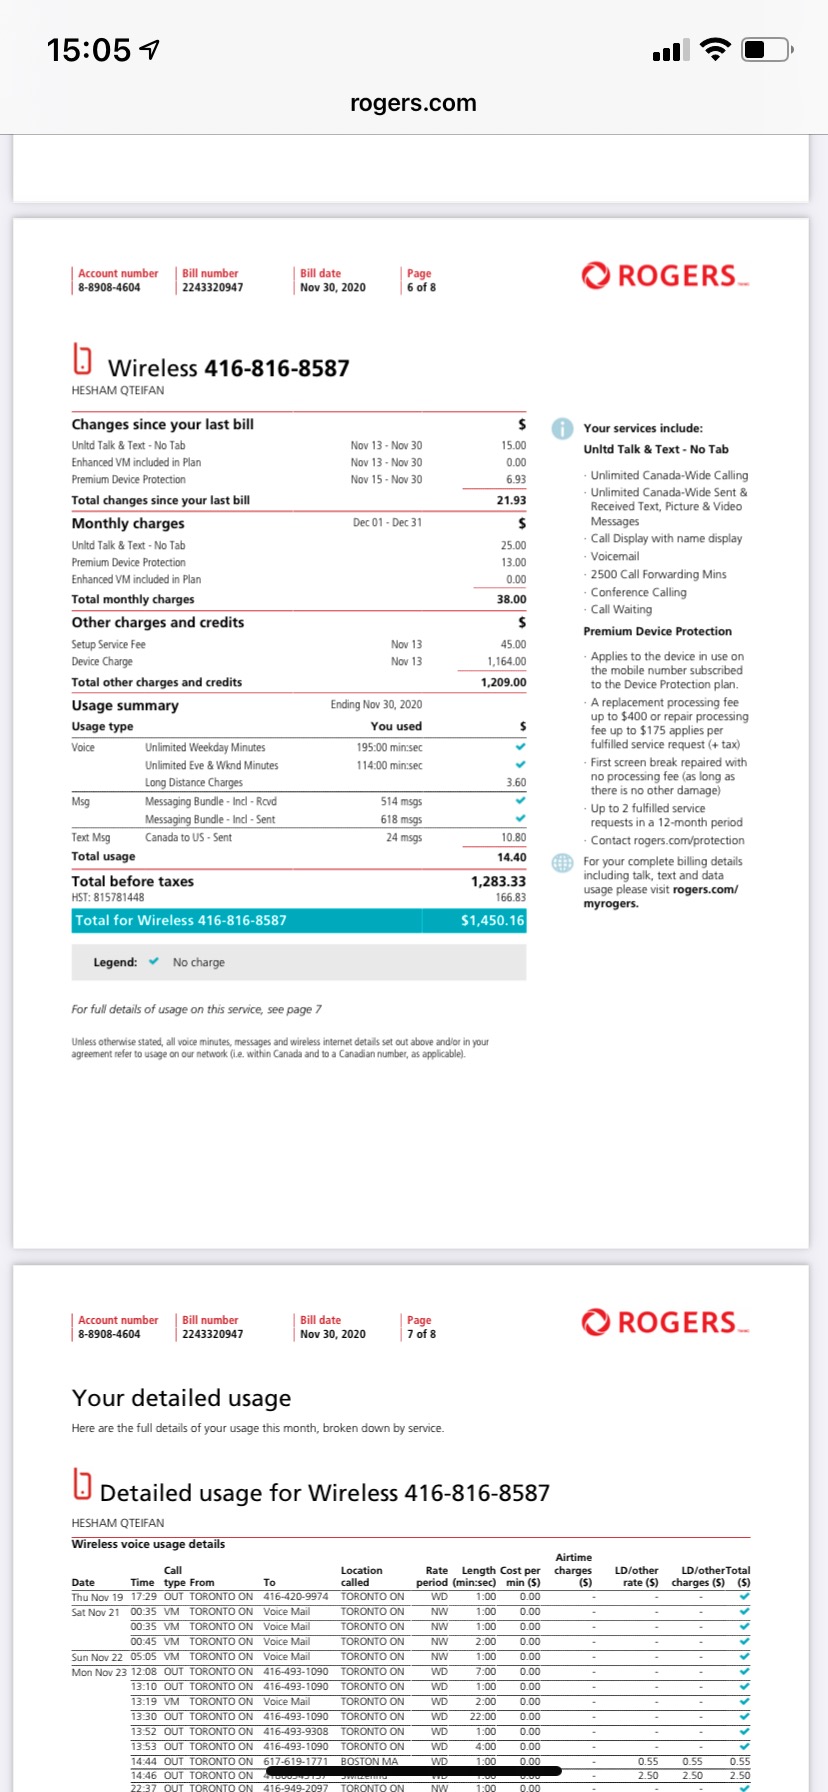 15:05
rogers.com
Account number Bill number Bill date Page
8-8908-4604 2243320947 Nov 30, 2020 6 of 8
ROGERS
Wireless 416-816-8587
HESHAM QTEIFAN
Changes since your last bill $
Unltd Talk & Text - No Tab Nov 13 - Nov 30 15.00
Enhanced VM included in Plan Nov 13 - Nov 30 0.00
Premium Device Protection Nov 15 - Nov 30 6.93
Total changes since your last bill 21.93
Monthly charges Dec 01 - Dec 31 $
Unltd Talk & Text - No Tab 25.00
Premium Device Protection 13.00
Enhanced VM included in Plan 0.00
Total monthly charges 38.00
Other charges and credits $
Setup Service Fee Nov 13 45.00
Device Charge Nov 13 1,164.00
Total other charges and credits 1,209.00
Usage summary Ending Nov 30, 2020
Usage type You used $
Voice Unlimited Weekday Minutes 195:00 min:sec ✔
Unlimited Eve & Wknd Minutes 114:00 min:sec ✔
Long Distance Charges 3.60
Msg Messaging Bundle - Incl - Rcvd 514 msgs ✔
Messaging Bundle - Incl - Sent 618 msgs ✔
Text Msg Canada to US - Sent 24 msgs 10.80
Total usage 14.40
Total before taxes 1,283.33
HST: 815781448 166.83
Total for Wireless 416-816-8587 $1,450.16
Legend: ✔ No charge
For full details of usage on this service, see page 7
Unless otherwise stated, all voice minutes, messages and wireless internet details set out above and/or in your
agreement refer to usage on our network (i.e. within Canada and to a Canadian number, as applicable).
Your services include:
Unltd Talk & Text - No Tab
· Unlimited Canada-Wide Calling
· Unlimited Canada-Wide Sent &
Received Text, Picture & Video
Messages
· Call Display with name display
· Voicemail
· 2500 Call Forwarding Mins
· Conference Calling
· Call Waiting
Premium Device Protection
· Applies to the device in use on
the mobile number subscribed
to the Device Protection plan.
· A replacement processing fee
up to $400 or repair processing
fee up to $175 applies per
fulfilled service request (+ tax)
· First screen break repaired with
no processing fee (as long as
there is no other damage)
· Up to 2 fulfilled service
requests in a 12-month period
· Contact rogers.com/protection
For your complete billing details
including talk, text and data
usage please visit rogers.com/
myrogers.
Account number Bill number Bill date Page
8-8908-4604 2243320947 Nov 30, 2020 7 of 8
ROGERS
Your detailed usage
Here are the full details of your usage this month, broken down by service.
Detailed usage for Wireless 416-816-8587
HESHAM QTEIFAN
Wireless voice usage details
Airtime
Call Location Rate Length Cost per charges LD/other LD/other Total
Date Time type From To called period (min:sec) min ($) ($) rate ($) charges ($) ($)
Thu Nov 19 17:29 OUT TORONTO ON 416-420-9974 TORONTO ON WD 1:00 0.00 - - - ✔
Sat Nov 21 00:35 VM TORONTO ON Voice Mail TORONTO ON NW 1:00 0.00 - - - ✔
00:35 VM TORONTO ON Voice Mail TORONTO ON NW 1:00 0.00 - - - ✔
00:45 VM TORONTO ON Voice Mail TORONTO ON NW 2:00 0.00 - - - ✔
Sun Nov 22 05:05 VM TORONTO ON Voice Mail TORONTO ON NW 1:00 0.00 - - - ✔
Mon Nov 23 12:08 OUT TORONTO ON 416-493-1090 TORONTO ON WD 7:00 0.00 - - - ✔
13:10 OUT TORONTO ON 416-493-1090 TORONTO ON WD 1:00 0.00 - - - ✔
13:19 VM TORONTO ON Voice Mail TORONTO ON WD 2:00 0.00 - - - ✔
13:30 OUT TORONTO ON 416-493-1090 TORONTO ON WD 22:00 0.00 - - - ✔
13:52 OUT TORONTO ON 416-493-9308 TORONTO ON WD 1:00 0.00 - - - ✔
13:53 OUT TORONTO ON 416-493-1090 TORONTO ON WD 4:00 0.00 - - - ✔
14:44 OUT TORONTO ON 617-619-1771 BOSTON MA WD 1:00 0.00 - 0.55 0.55 0.55
14:46 OUT TORONTO ON WD 1:00 0.00 - 2.50 2.50 2.50
22:37 OUT TORONTO ON 416-949-2097 TORONTO ON NW 1:00 0.00 - - - ✔